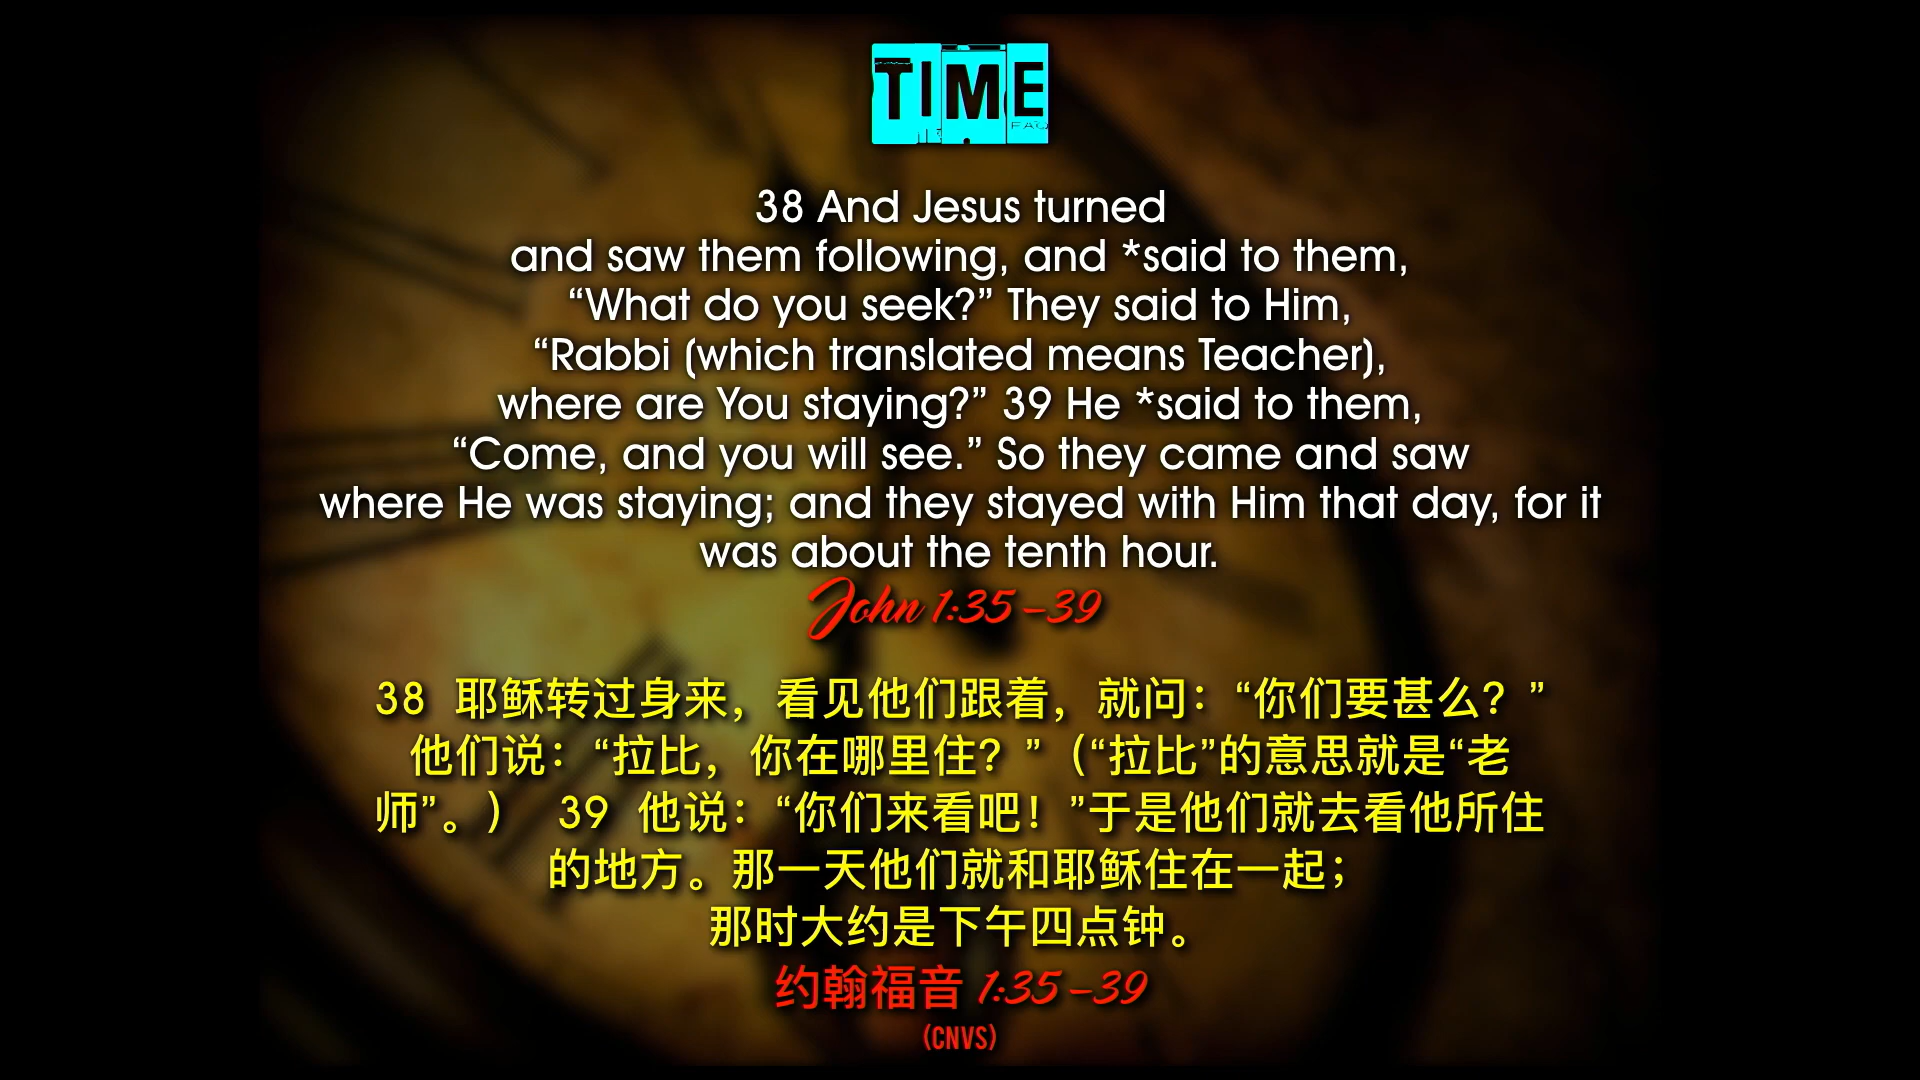 TIME
38 And Jesus turned
and saw them following, and *said to them,
“What do you seek?” They said to Him,
“Rabbi (which translated means Teacher),
where are You staying?” 39 He *said to them,
“Come, and you will see.” So they came and saw
where He was staying; and they stayed with Him that day, for it
was about the tenth hour.
John 1:35–39
38 耶稣转过身来，看见他们跟着，就问：“你们要甚么？”
他们说：“拉比，你在哪里住？”（“拉比”的意思就是“老
师”。） 39 他说：“你们来看吧！”于是他们就去看他所住
的地方。那一天他们就和耶稣住在一起；
那时大约是下午四点钟。
约翰福音 1:35–39
(CNVS)